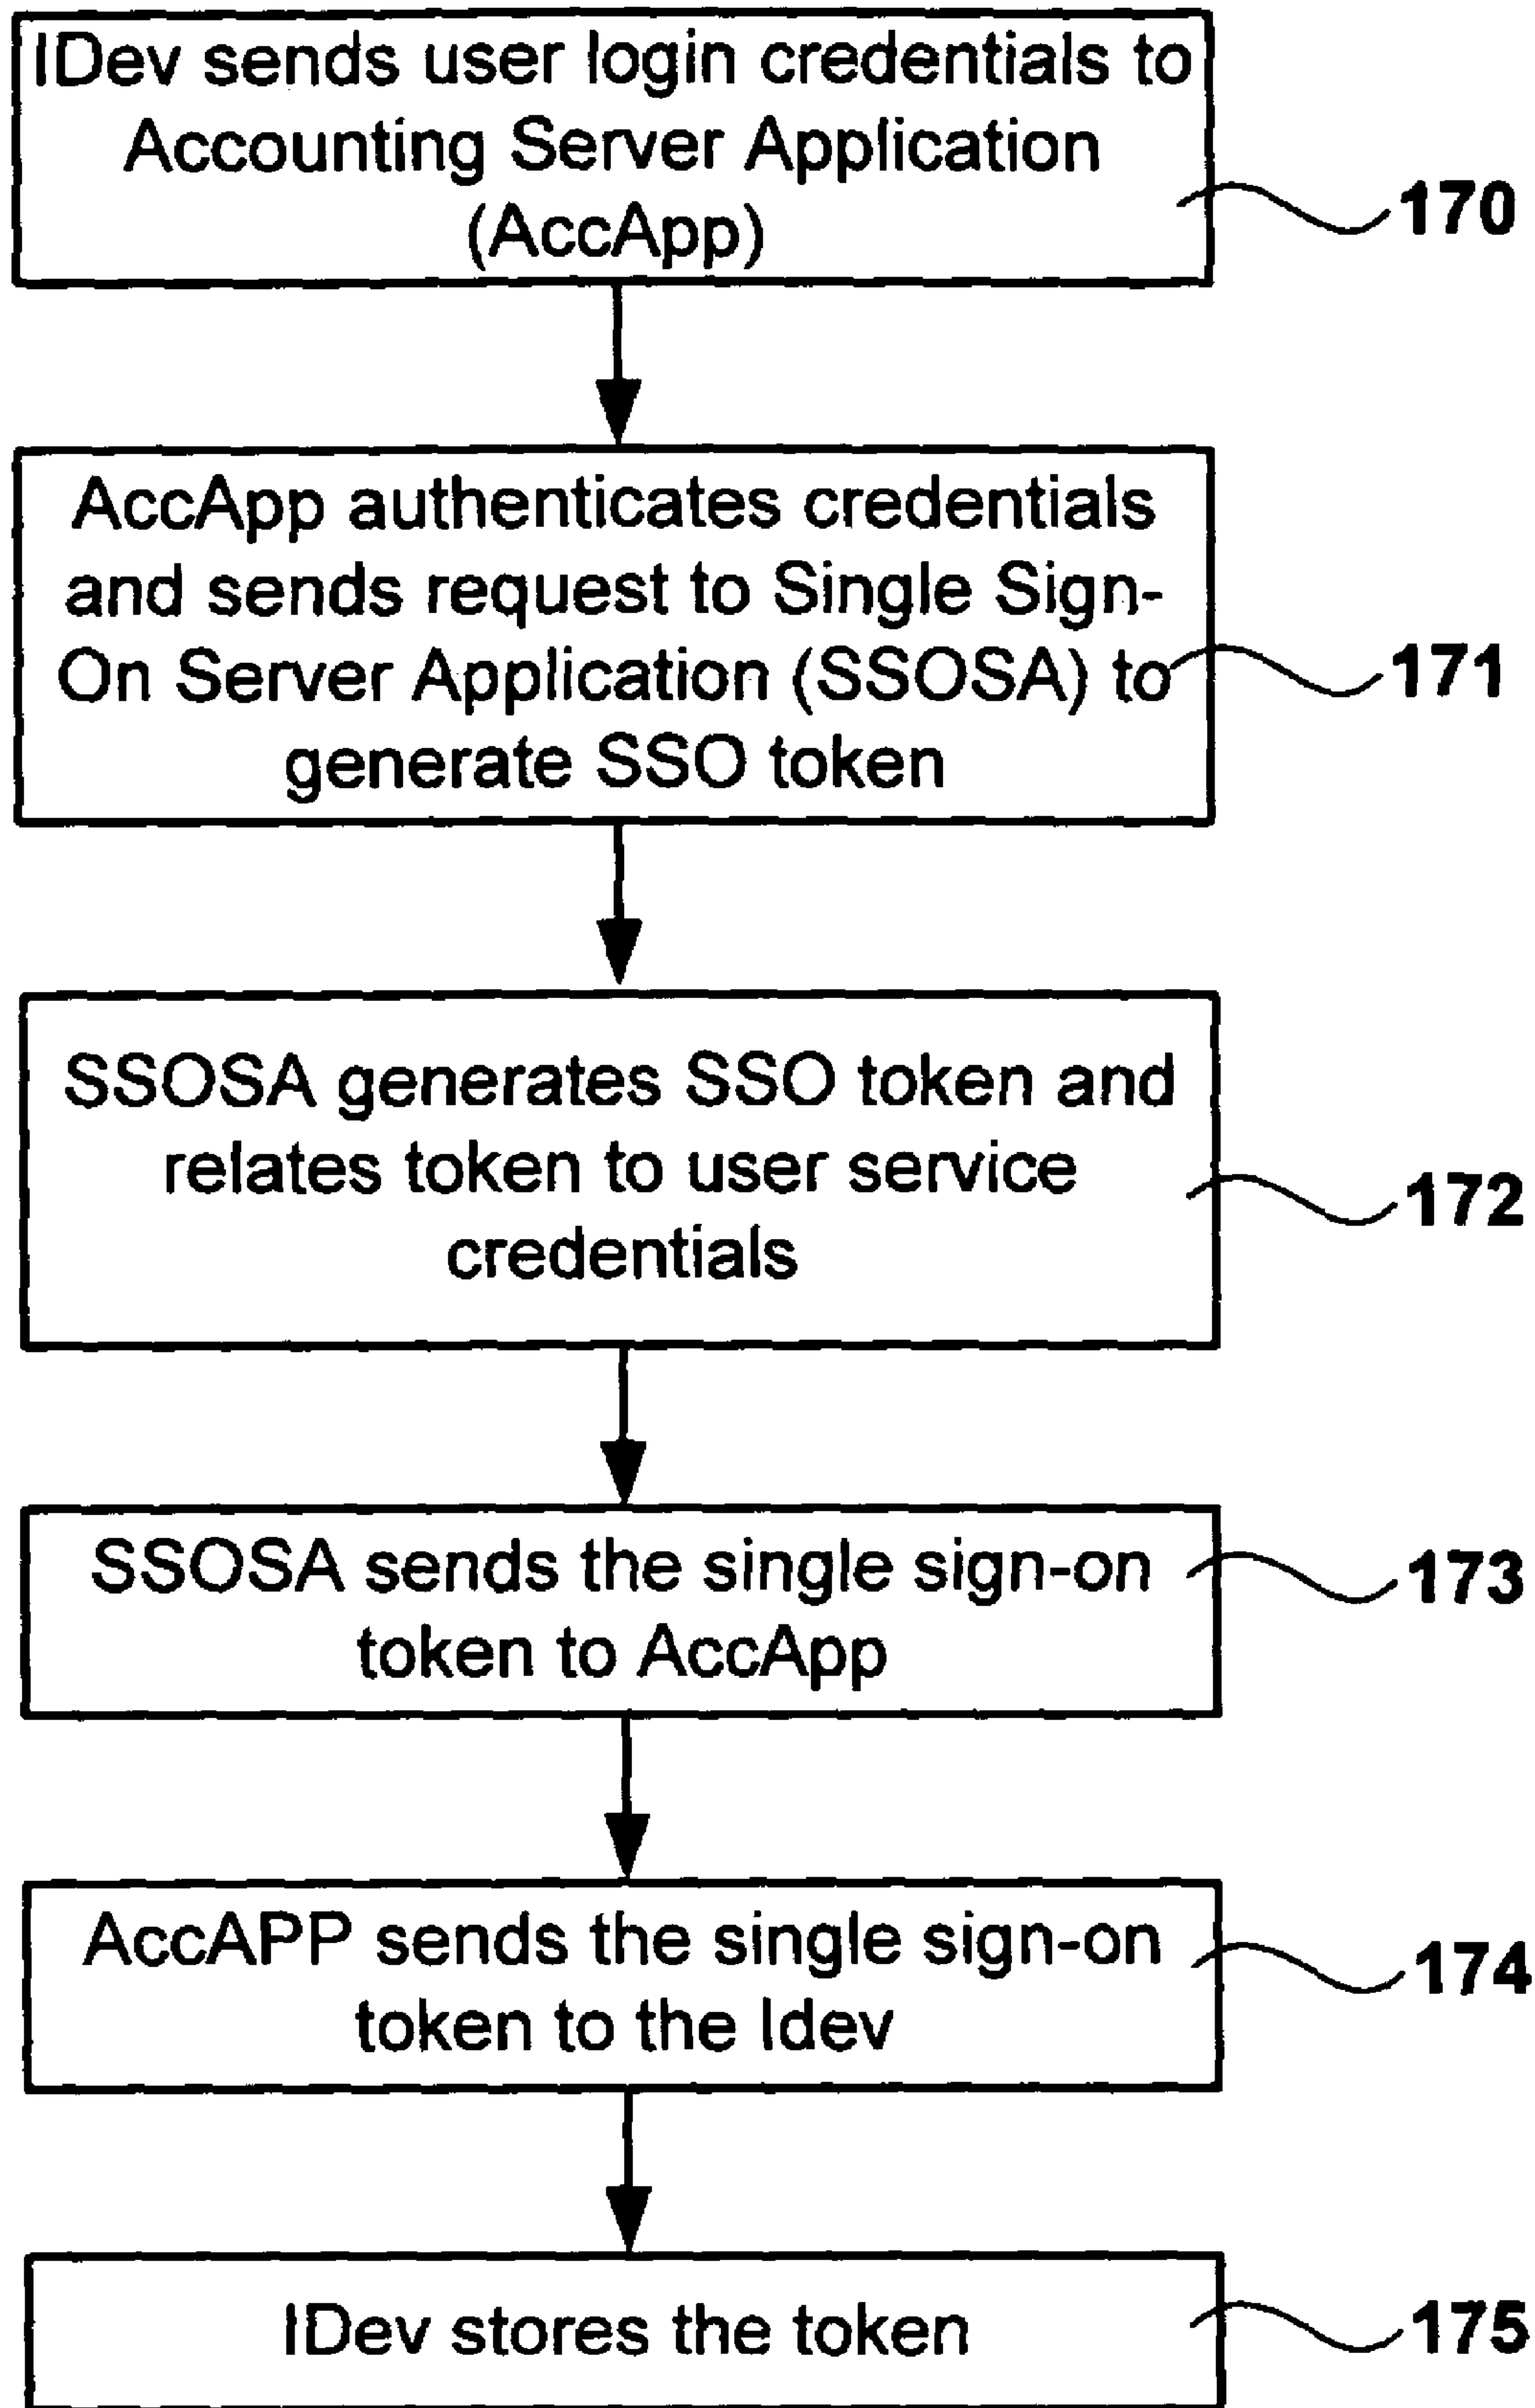 IDev sends user login credentials to
Accounting Server Application
(AccApp)
170
AccApp authenticates credentials
and sends request to Single Sign-
On Server Application (SSOSA) to
generate SSO token
171
SSOSA generates SSO token and
relates token to user service
credentials
172
SSOSA sends the single sign-on
token to AccApp
173
AccAPP sends the single sign-on
token to the Idev
174
IDev stores the token
175